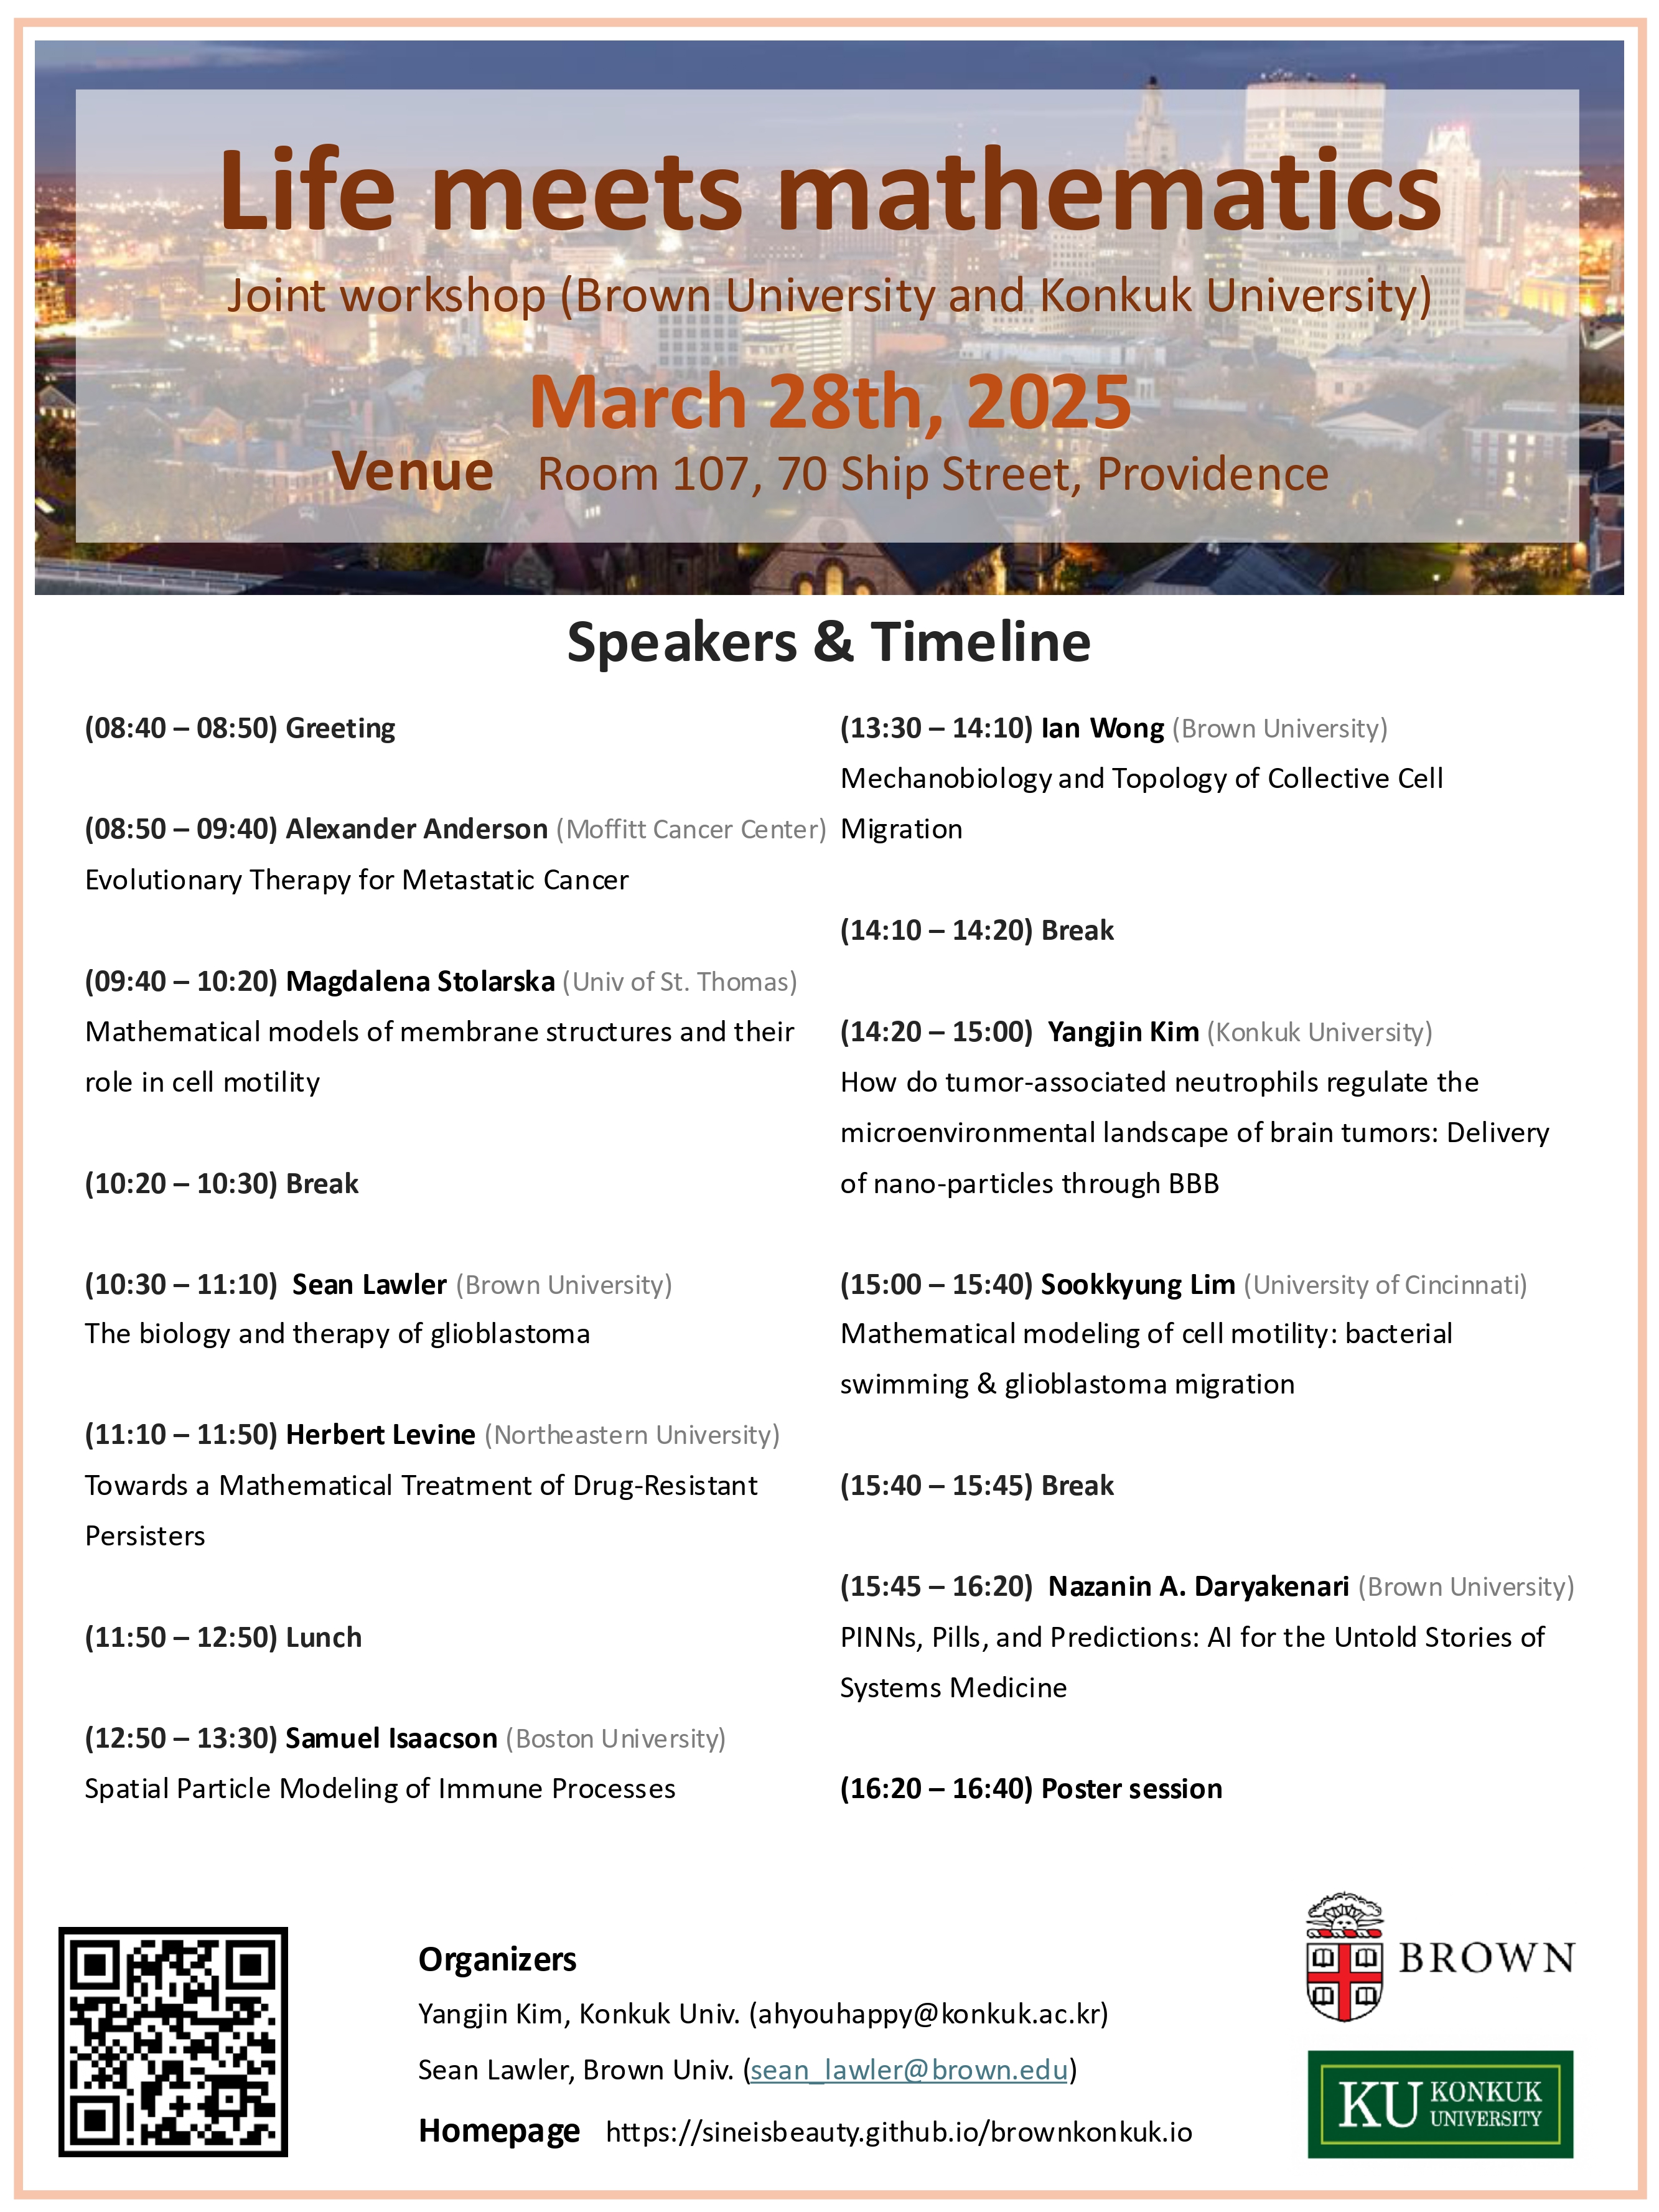 Life meets mathematics
Joint workshop (Brown University and Konkuk University)
March 28th, 2025
Venue Room 107, 70 Ship Street, Providence
Speakers & Timeline
(08:40 – 08:50) Greeting
(08:50 – 09:40) Alexander Anderson (Moffitt Cancer Center)
Evolutionary Therapy for Metastatic Cancer
(09:40 – 10:20) Magdalena Stolarska (Univ of St. Thomas)
Mathematical models of membrane structures and their
role in cell motility
(10:20 – 10:30) Break
(10:30 – 11:10) Sean Lawler (Brown University)
The biology and therapy of glioblastoma
(11:10 – 11:50) Herbert Levine (Northeastern University)
Towards a Mathematical Treatment of Drug-Resistant
Persisters
(11:50 – 12:50) Lunch
(12:50 – 13:30) Samuel Isaacson (Boston University)
Spatial Particle Modeling of Immune Processes
(13:30 – 14:10) Ian Wong (Brown University)
Mechanobiology and Topology of Collective Cell
Migration
(14:10 – 14:20) Break
(14:20 – 15:00) Yangjin Kim (Konkuk University)
How do tumor-associated neutrophils regulate the
microenvironmental landscape of brain tumors: Delivery
of nano-particles through BBB
(15:00 – 15:40) Sookkyung Lim (University of Cincinnati)
Mathematical modeling of cell motility: bacterial
swimming & glioblastoma migration
(15:40 – 15:45) Break
(15:45 – 16:20) Nazanin A. Daryakenari (Brown University)
PINNs, Pills, and Predictions: AI for the Untold Stories of
Systems Medicine
(16:20 – 16:40) Poster session
Organizers
Yangjin Kim, Konkuk Univ. (ahyouhappy@konkuk.ac.kr)
Sean Lawler, Brown Univ. (sean_lawler@brown.edu)
Homepage https://sineisbeauty.github.io/brownkonkuk.io
BROWN
KU KONKUK
UNIVERSITY